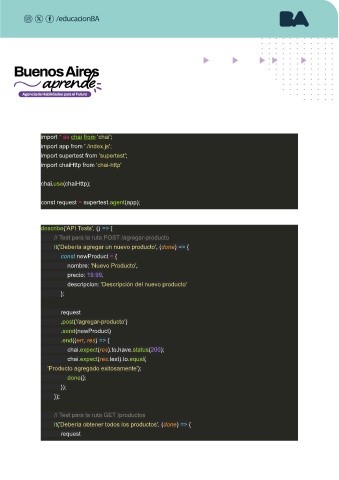 /educacionBA
BA
Buenos Aires
aprende
Agencia de Habilidades para el Futuro
import * as chai from 'chai';
import app from './index.js';
import supertest from 'supertest';
import chaiHttp from 'chai-http'
chai.use(chaiHttp);
const request = supertest.agent(app);
describe('API Tests', () => {
// Test para la ruta POST /agregar-producto
it('Debería agregar un nuevo producto', (done) => {
const newProduct = {
nombre: 'Nuevo Producto',
precio: 19.99,
descripcion: 'Descripción del nuevo producto'
};
request
.post('/agregar-producto')
.send(newProduct)
.end((err, res) => {
chai.expect(res).to.have.status(200);
chai.expect(res.text).to.equal(
'Producto agregado exitosamente');
done();
});
});
// Test para la ruta GET /productos
it('Debería obtener todos los productos', (done) => {
request